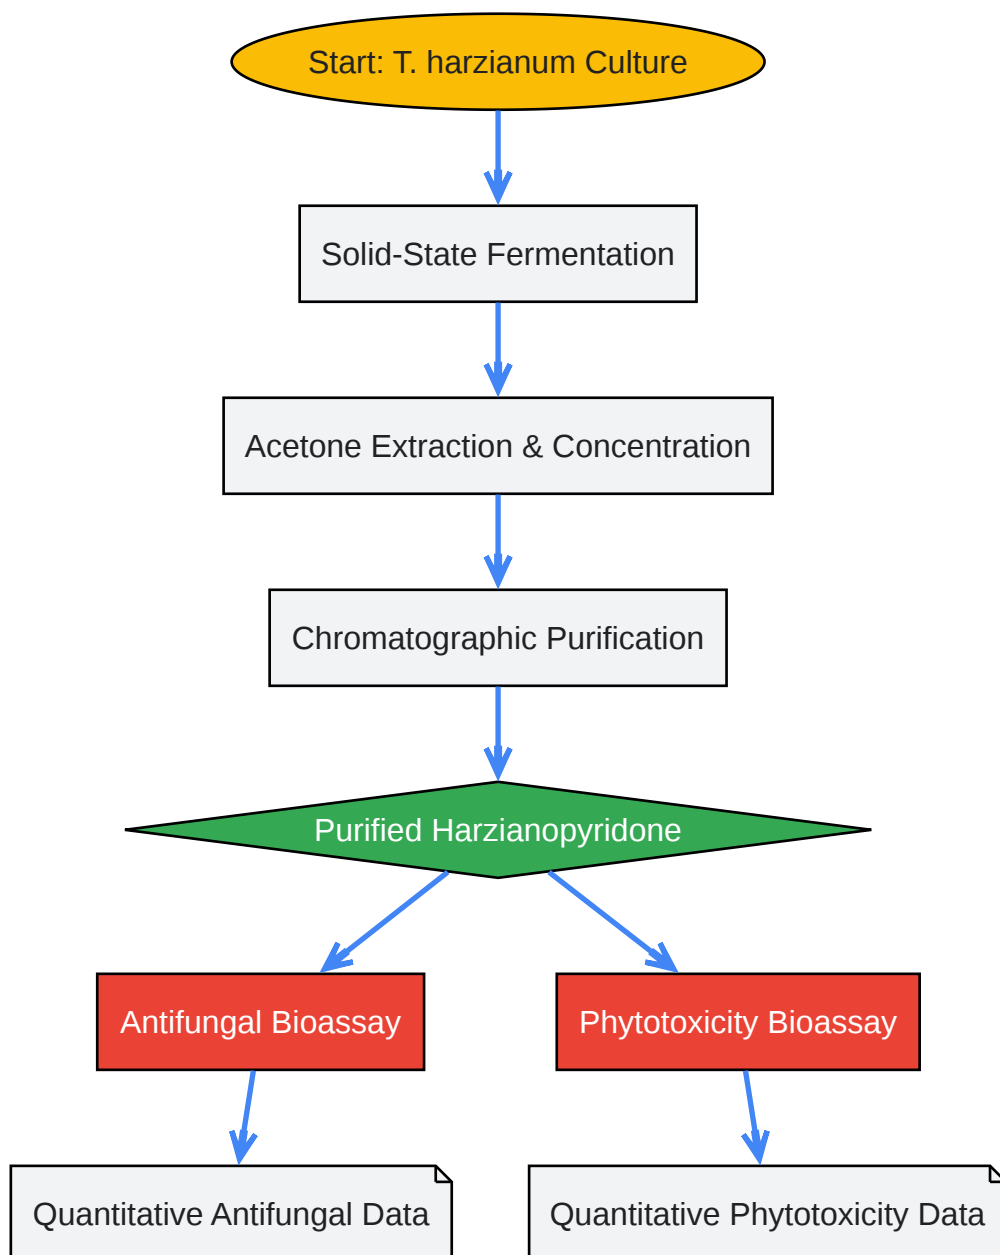 Start: T. harzianum Culture
Solid-State Fermentation
Acetone Extraction & Concentration
Chromatographic Purification
Purified Harzianopyridone
Antifungal Bioassay
Phytotoxicity Bioassay
Quantitative Antifungal Data
Quantitative Phytotoxicity Data